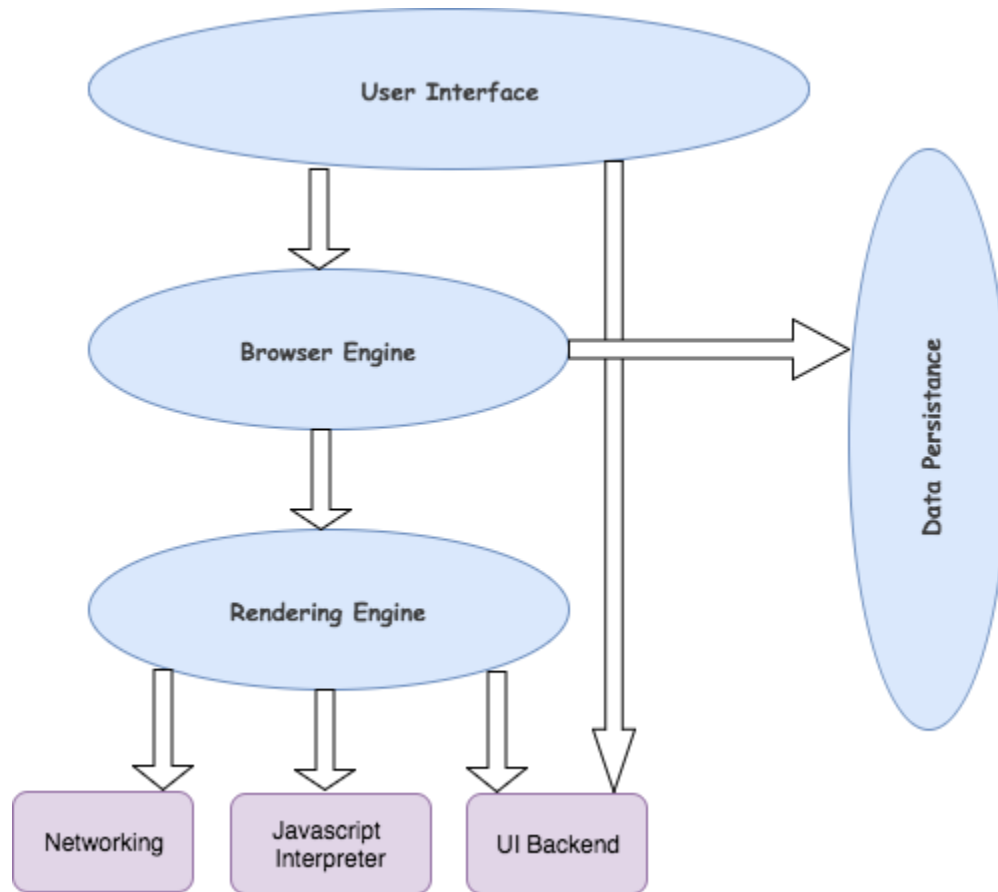 User Interface
Browser Engine
Data Persistance
Rendering Engine
Networking
Javascript
Interpreter
UI Backend